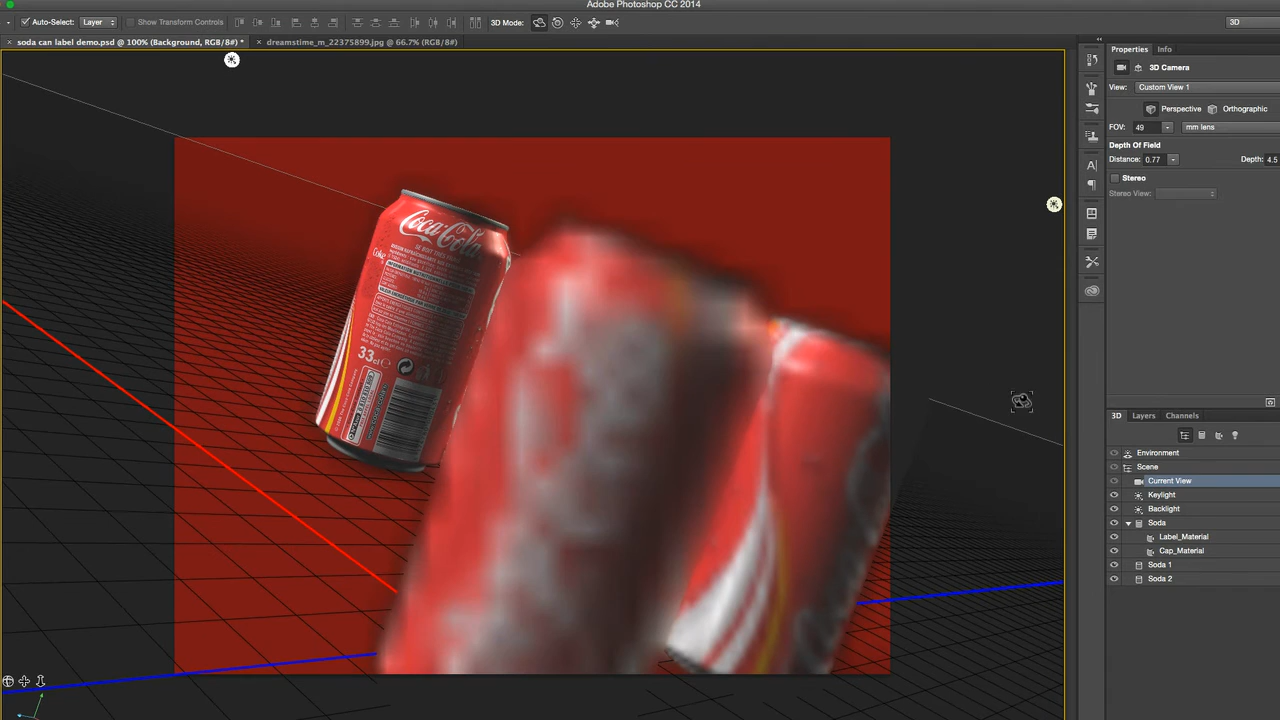 Adobe Photoshop CC 2014
Auto-Select: Layer Show Transform Controls 3D Mode: 3D
soda can label demo.psd @ 100% (Background, RGB/8#) * dreamstime_m_22375899.jpg @ 66.7% (RGB/8#)
Properties Info
3D Camera
View: Custom View 1
Perspective Orthographic
FOV: 49 mm lens
Depth Of Field
Distance: 0.77 Depth: 4.5
Stereo
Stereo View:
Coca-Cola
33cl e
3D Layers Channels
Environment
Scene
Current View
Keylight
Backlight
Soda
Label_Material
Cap_Material
Soda 1
Soda 2